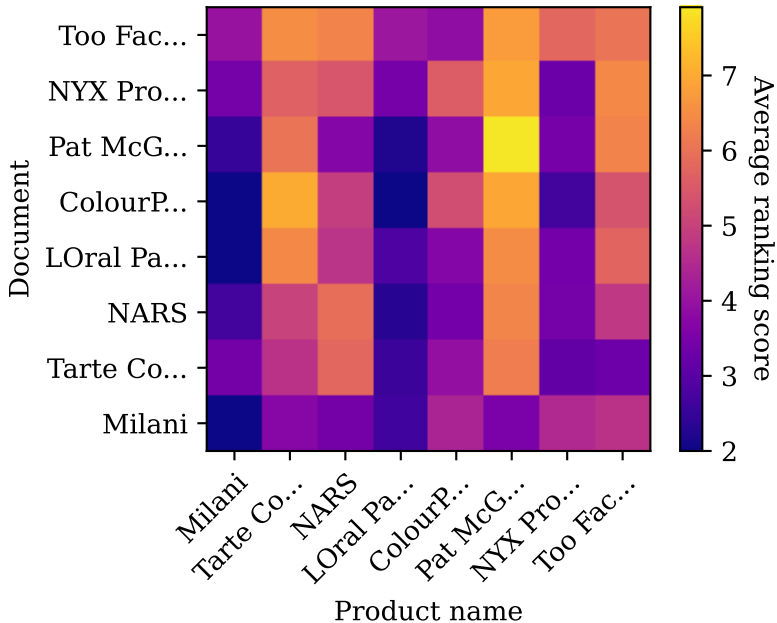 Document
Too Fac...
NYX Pro...
Pat McG...
ColourP...
LOral Pa...
NARS
Tarte Co...
Milani
Milani
Tarte Co...
NARS
LOral Pa...
ColourP...
Pat McG...
NYX Pro...
Too Fac...
Product name
7
6
5
4
3
2
Average ranking score